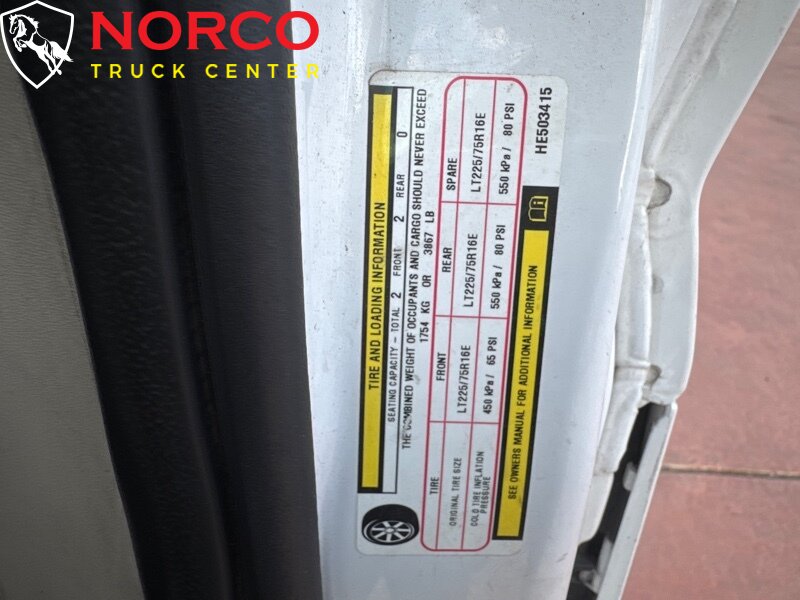 NORCO
TRUCK CENTER
TIRE AND LOADING INFORMATION
SEATING CAPACITY – TOTAL 2 FRONT 2 REAR 0
THE COMBINED WEIGHT OF OCCUPANTS AND CARGO SHOULD NEVER EXCEED
1754 KG OR 3867 LB
TIRE FRONT REAR SPARE
ORIGINAL TIRE SIZE LT225/75R16E LT225/75R16E LT225/75R16E
COLD TIRE INFLATION PRESSURE 450 kPa / 65 PSI 550 kPa / 80 PSI 550 kPa / 80 PSI
SEE OWNERS MANUAL FOR ADDITIONAL INFORMATION
HE503415